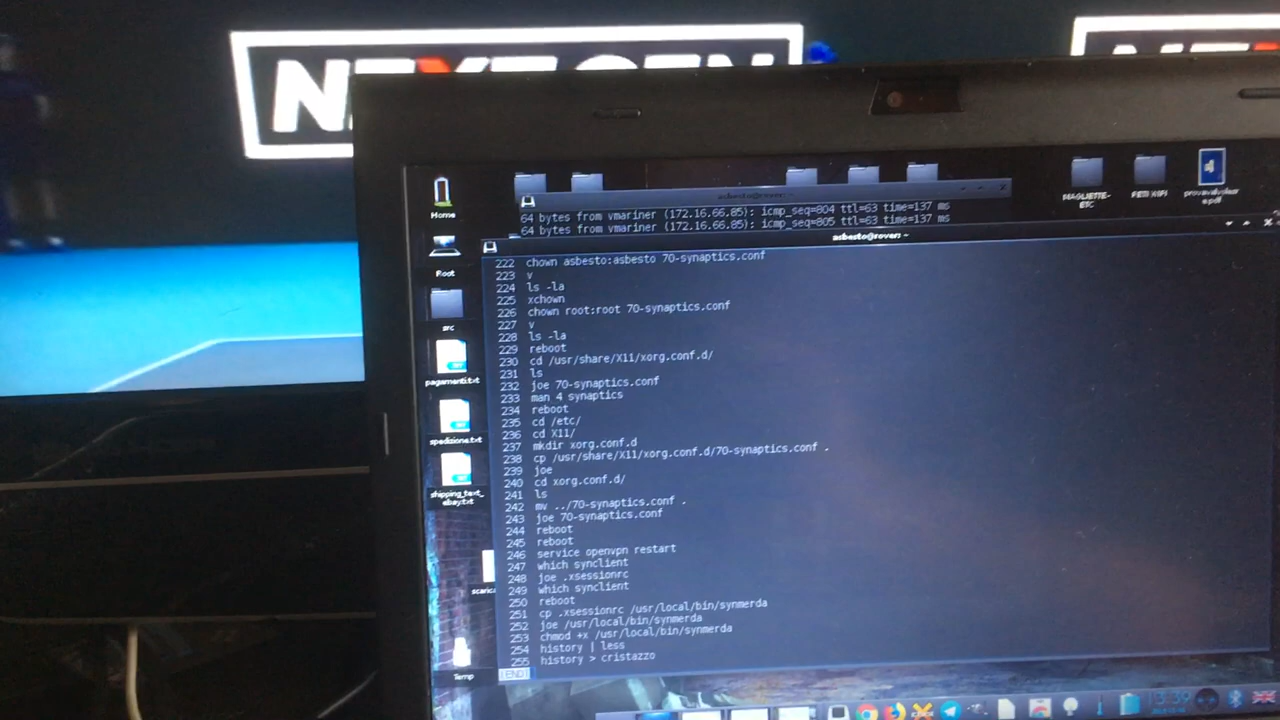 NEXT GEN
Home
Root
src
pagamenti.txt
spedizione.txt
shipping_text_
ebay.txt
Temp
MAGLIETTE-
ETC
asbesto@rover: ~
64 bytes from vmariner (172.16.66.85): icmp_seq=804 ttl=63 time=137 ms
64 bytes from vmariner (172.16.66.85): icmp_seq=805 ttl=63 time=137 ms
asbesto@rover: ~
222 chown asbesto:asbesto 70-synaptics.conf
223 v
224 ls -la
225 xchown
226 chown root:root 70-synaptics.conf
227 v
228 ls -la
229 reboot
230 cd /usr/share/X11/xorg.conf.d/
231 ls
232 joe 70-synaptics.conf
233 man 4 synaptics
234 reboot
235 cd /etc/
236 cd X11/
237 mkdir xorg.conf.d
238 cp /usr/share/X11/xorg.conf.d/70-synaptics.conf .
239 joe
240 cd xorg.conf.d/
241 ls
242 mv ../70-synaptics.conf .
243 joe 70-synaptics.conf
244 reboot
245 reboot
246 service openvpn restart
247 which synclient
248 joe .xsessionrc
249 which synclient
250 reboot
251 cp .xsessionrc /usr/local/bin/synmerda
252 joe /usr/local/bin/synmerda
253 chmod +x /usr/local/bin/synmerda
254 history | less
255 history > cristazzo
(END)
13:39